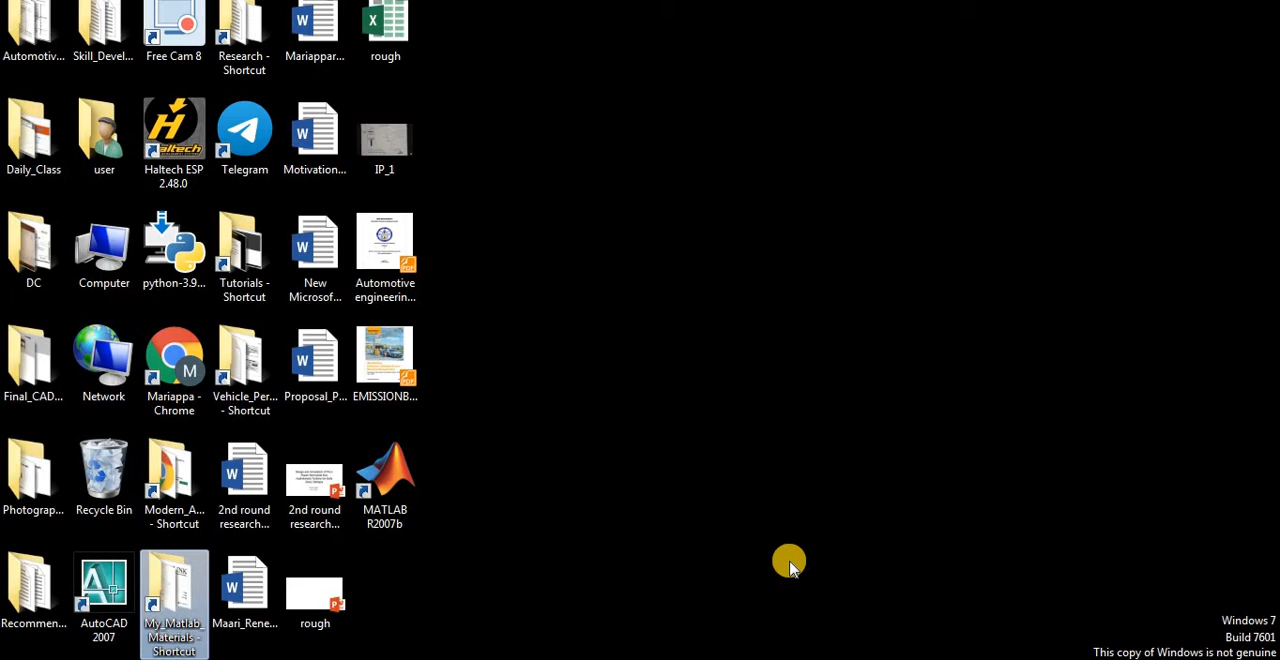 Automotiv...
Skill_Devel...
Free Cam 8
Research -
Shortcut
Mariappar...
rough
Daily_Class
user
Haltech ESP
2.48.0
Telegram
Motivation...
IP_1
DC
Computer
python-3.9...
Tutorials -
Shortcut
New
Microsof...
Automotive
engineerin...
Final_CAD...
Network
Mariappa -
Chrome
Vehicle_Per...
- Shortcut
Proposal_P...
EMISSIONB...
Photograp...
Recycle Bin
Modern_A...
- Shortcut
2nd round
research...
2nd round
research...
MATLAB
R2007b
Recommen...
AutoCAD
2007
My_Matlab_
Materials -
Shortcut
Maari_Rene...
rough
Windows 7
Build 7601
This copy of Windows is not genuine